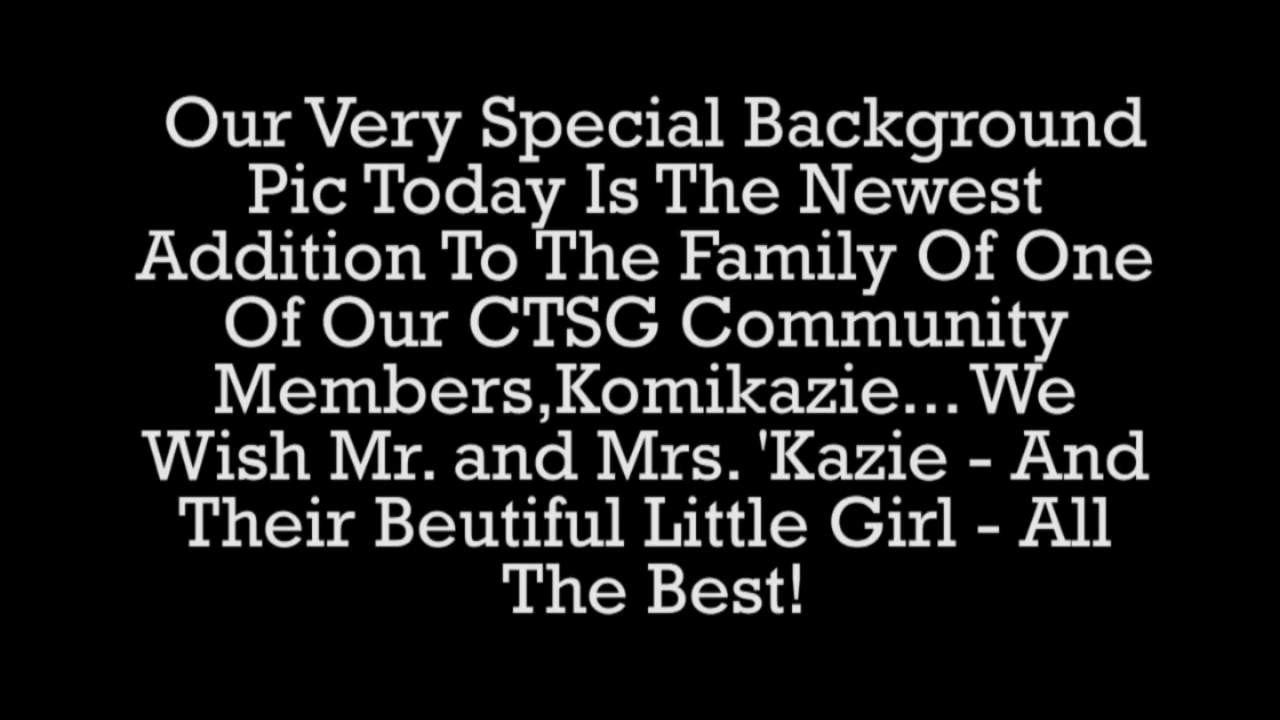 Our Very Special Background
Pic Today Is The Newest
Addition To The Family Of One
Of Our CTSG Community
Members,Komikazie... We
Wish Mr. and Mrs. 'Kazie - And
Their Beutiful Little Girl - All
The Best!